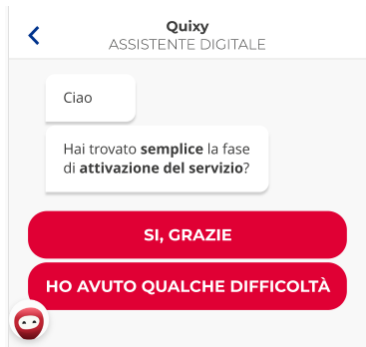 Quixy
ASSISTENTE DIGITALE
Ciao
Hai trovato semplice la fase
di attivazione del servizio?
SI, GRAZIE
HO AVUTO QUALCHE DIFFICOLTÀ